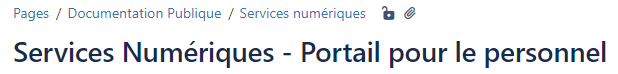 Pages / Documentation Publique / Services numériques
Services Numériques - Portail pour le personnel